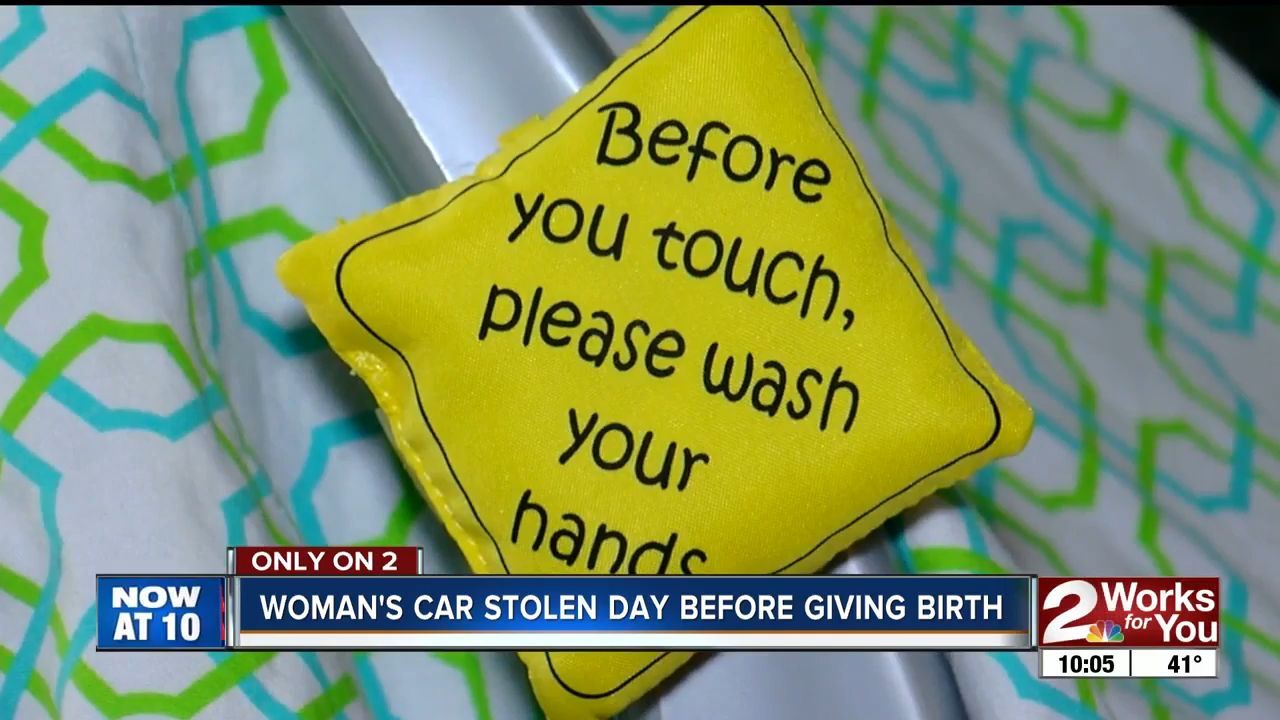 Before
you touch,
please wash
your
hands
ONLY ON 2
NOW
AT 10
WOMAN'S CAR STOLEN DAY BEFORE GIVING BIRTH
2 Works
for You
10:05 41°